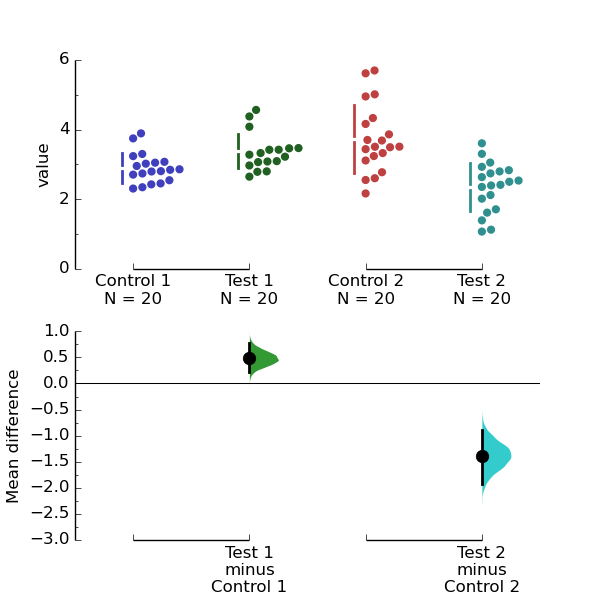 6
4
2
0
value
Control 1
N = 20
Test 1
N = 20
Control 2
N = 20
Test 2
N = 20
1.0
0.5
0.0
−0.5
−1.0
−1.5
−2.0
−2.5
−3.0
Mean difference
Test 1
minus
Control 1
Test 2
minus
Control 2